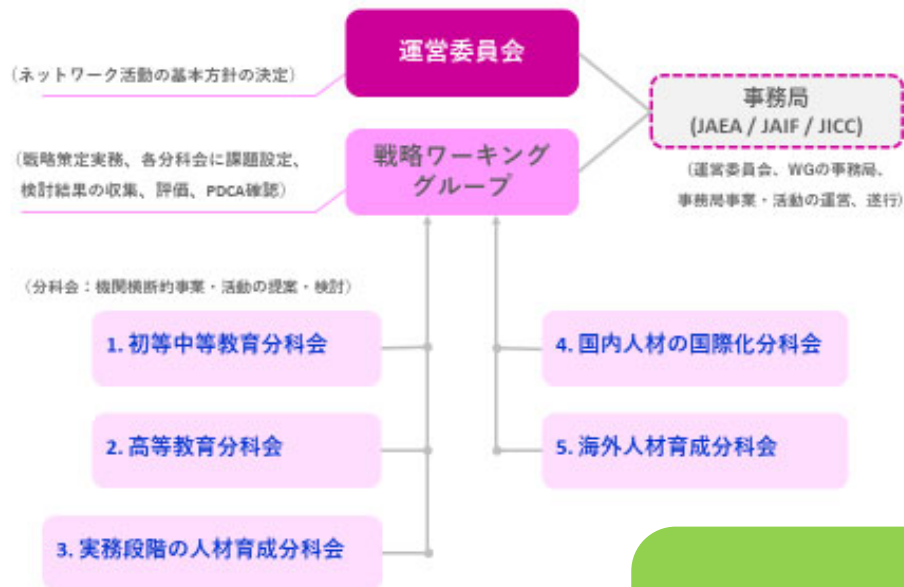 運営委員会
(ネットワーク活動の基本方針の決定)
事務局
(JAEA / JAIF / JICC)
(運営委員会、WGの事務局、
事務局事業・活動の運営、遂行)
戦略ワーキング
グループ
(戦略策定実務、各分科会に課題設定、
検討結果の収集、評価、PDCA確認)
(分科会：機関横断的事業・活動の提案・検討)
1. 初等中等教育分科会
2. 高等教育分科会
3. 実務段階の人材育成分科会
4. 国内人材の国際化分科会
5. 海外人材育成分科会